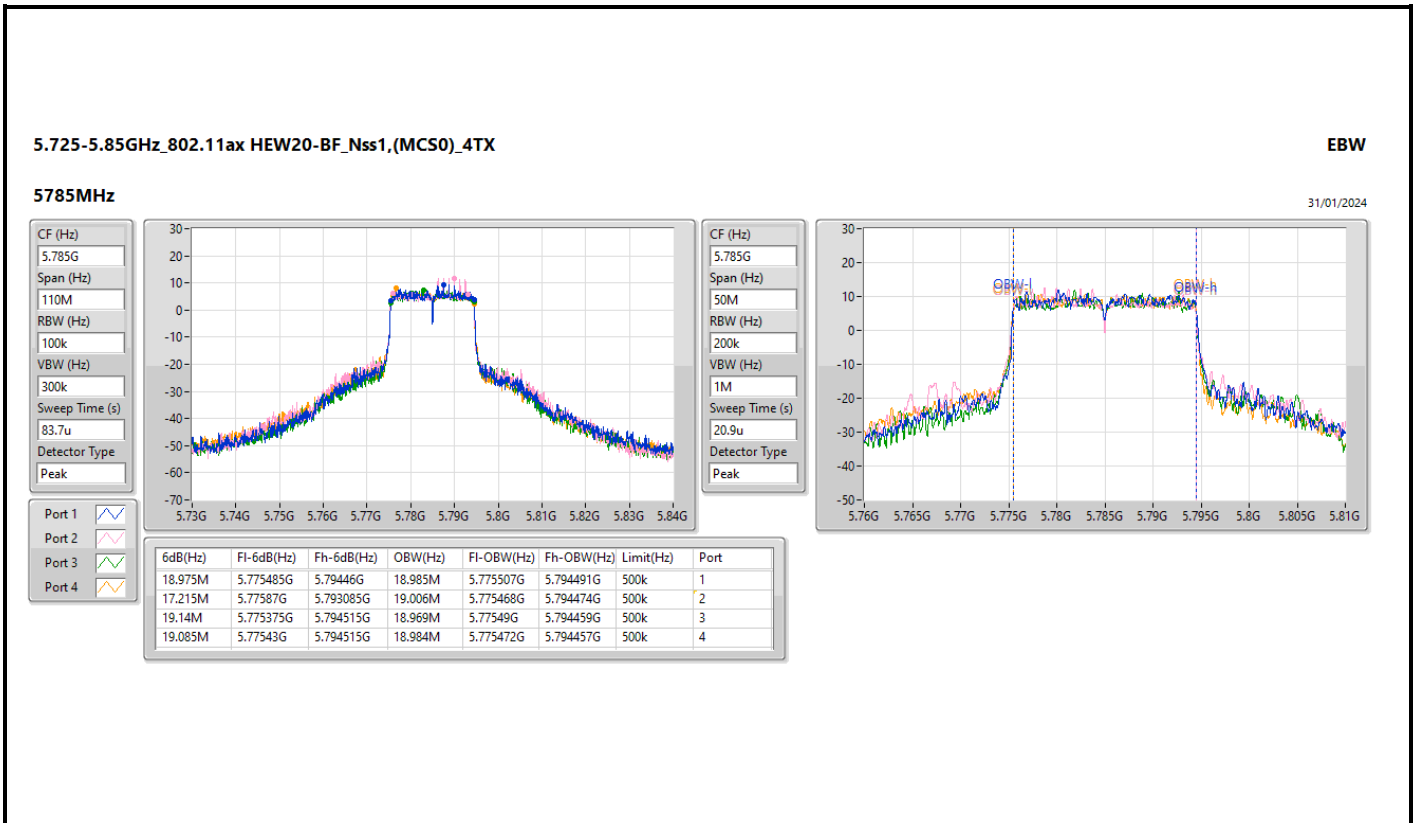 5.725-5.85GHz_802.11ax HEW20-BF_Nss1,(MCS0)_4TX
EBW
5785MHz
31/01/2024
CF (Hz)
5.785G
Span (Hz)
110M
RBW (Hz)
100k
VBW (Hz)
300k
Sweep Time (s)
83.7u
Detector Type
Peak
Port 1
Port 2
Port 3
Port 4
30
20
10
0
-10
-20
-30
-40
-50
-60
-70
5.73G 5.74G 5.75G 5.76G 5.77G 5.78G 5.79G 5.8G 5.81G 5.82G 5.83G 5.84G
CF (Hz)
5.785G
Span (Hz)
50M
RBW (Hz)
200k
VBW (Hz)
1M
Sweep Time (s)
20.9u
Detector Type
Peak
30
20
10
0
-10
-20
-30
-40
-50
OBW-l
OBW-h
5.76G 5.765G 5.77G 5.775G 5.78G 5.785G 5.79G 5.795G 5.8G 5.805G 5.81G
6dB(Hz) Fl-6dB(Hz) Fh-6dB(Hz) OBW(Hz) Fl-OBW(Hz) Fh-OBW(Hz) Limit(Hz) Port
18.975M 5.775485G 5.79446G 18.985M 5.775507G 5.794491G 500k 1
17.215M 5.77587G 5.793085G 19.006M 5.775468G 5.794474G 500k 2
19.14M 5.775375G 5.794515G 18.969M 5.77549G 5.794459G 500k 3
19.085M 5.77543G 5.794515G 18.984M 5.775472G 5.794457G 500k 4